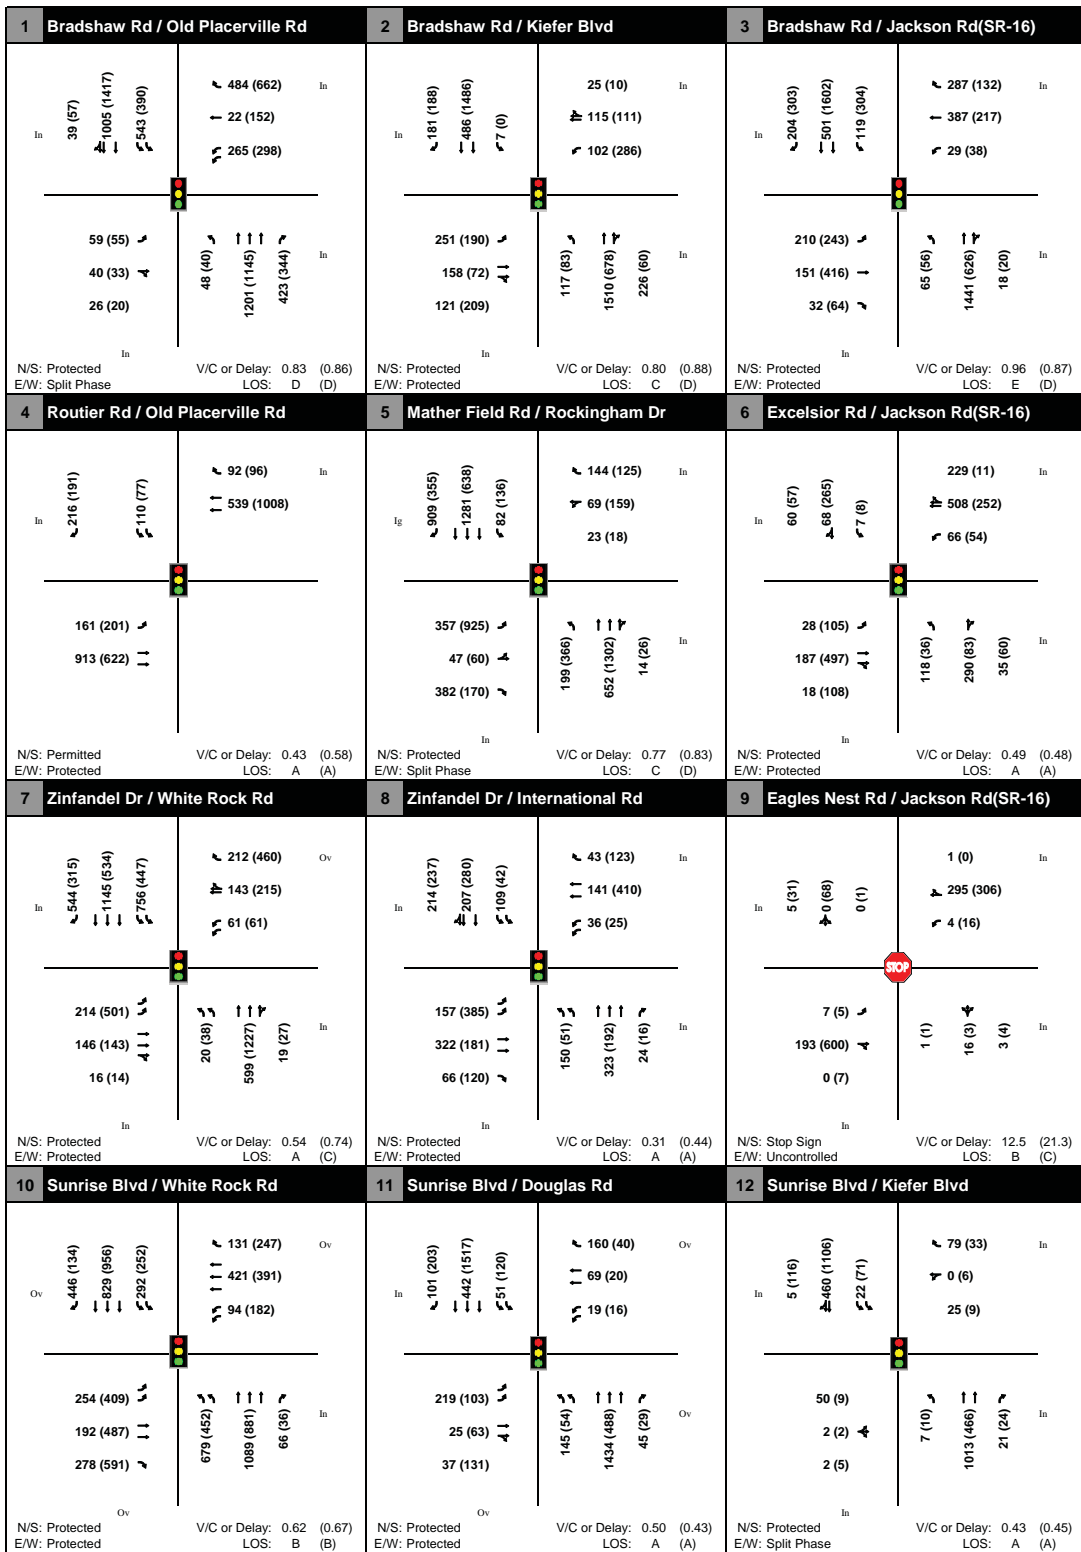 1 Bradshaw Rd / Old Placerville Rd
39 (57)
1005 (1417)
543 (390)
484 (662)
22 (152)
265 (298)
In
In
59 (55)
40 (33)
26 (20)
48 (40)
1201 (1145)
423 (344)
In
In
N/S: Protected V/C or Delay: 0.83 (0.86)
E/W: Split Phase LOS: D (D)
2 Bradshaw Rd / Kiefer Blvd
181 (188)
486 (1486)
7 (0)
25 (10)
115 (111)
102 (286)
In
In
251 (190)
158 (72)
121 (209)
117 (83)
1510 (678)
226 (60)
In
In
N/S: Protected V/C or Delay: 0.80 (0.88)
E/W: Protected LOS: C (D)
3 Bradshaw Rd / Jackson Rd(SR-16)
204 (303)
501 (1602)
119 (304)
287 (132)
387 (217)
29 (38)
In
In
210 (243)
151 (416)
32 (64)
65 (56)
1441 (626)
18 (20)
In
In
N/S: Protected V/C or Delay: 0.96 (0.87)
E/W: Protected LOS: E (D)
4 Routier Rd / Old Placerville Rd
216 (191)
110 (77)
92 (96)
539 (1008)
In
In
161 (201)
913 (622)
N/S: Permitted V/C or Delay: 0.43 (0.58)
E/W: Protected LOS: A (A)
5 Mather Field Rd / Rockingham Dr
909 (355)
1281 (638)
82 (136)
144 (125)
69 (159)
23 (18)
In
Ig
357 (925)
47 (60)
382 (170)
199 (366)
652 (1302)
14 (26)
In
In
N/S: Protected V/C or Delay: 0.77 (0.83)
E/W: Split Phase LOS: C (D)
6 Excelsior Rd / Jackson Rd(SR-16)
60 (57)
68 (265)
7 (8)
229 (11)
508 (252)
66 (54)
In
In
28 (105)
187 (497)
18 (108)
118 (36)
290 (83)
35 (60)
In
In
N/S: Protected V/C or Delay: 0.49 (0.48)
E/W: Protected LOS: A (A)
7 Zinfandel Dr / White Rock Rd
544 (315)
1145 (534)
756 (447)
212 (460)
143 (215)
61 (61)
Ov
In
214 (501)
146 (143)
16 (14)
20 (38)
599 (1227)
19 (27)
In
In
N/S: Protected V/C or Delay: 0.54 (0.74)
E/W: Protected LOS: A (C)
8 Zinfandel Dr / International Rd
214 (237)
207 (280)
109 (42)
43 (123)
141 (410)
36 (25)
In
In
157 (385)
322 (181)
66 (120)
150 (51)
323 (192)
24 (16)
In
In
N/S: Protected V/C or Delay: 0.31 (0.44)
E/W: Protected LOS: A (A)
9 Eagles Nest Rd / Jackson Rd(SR-16)
5 (31)
0 (68)
0 (1)
1 (0)
295 (306)
4 (16)
In
In
STOP
7 (5)
193 (600)
0 (7)
1 (1)
16 (3)
3 (4)
In
In
N/S: Stop Sign V/C or Delay: 12.5 (21.3)
E/W: Uncontrolled LOS: B (C)
10 Sunrise Blvd / White Rock Rd
446 (134)
829 (956)
292 (252)
131 (247)
421 (391)
94 (182)
Ov
Ov
254 (409)
192 (487)
278 (591)
679 (452)
1089 (881)
66 (36)
In
Ov
N/S: Protected V/C or Delay: 0.62 (0.67)
E/W: Protected LOS: B (B)
11 Sunrise Blvd / Douglas Rd
101 (203)
442 (1517)
51 (120)
160 (40)
69 (20)
19 (16)
Ov
In
219 (103)
25 (63)
37 (131)
145 (54)
1434 (488)
45 (29)
Ov
In
N/S: Protected V/C or Delay: 0.50 (0.43)
E/W: Protected LOS: A (A)
12 Sunrise Blvd / Kiefer Blvd
5 (116)
460 (1106)
22 (71)
79 (33)
0 (6)
25 (9)
In
In
50 (9)
2 (2)
2 (5)
7 (10)
1013 (466)
21 (24)
In
In
N/S: Protected V/C or Delay: 0.43 (0.45)
E/W: Split Phase LOS: A (A)